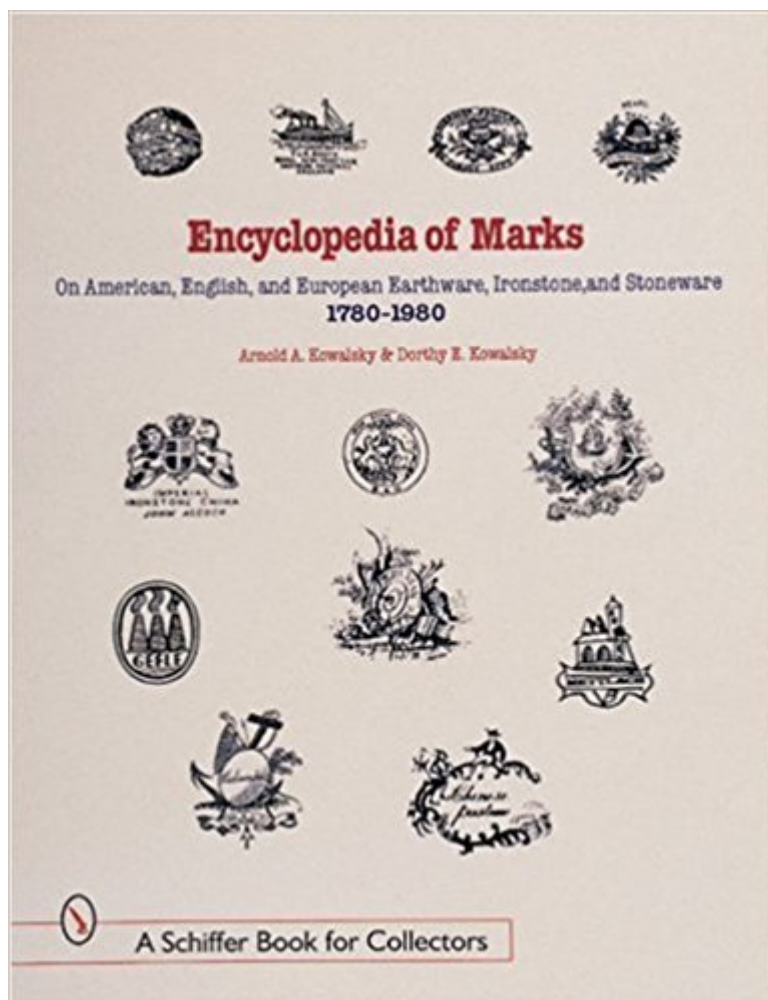 Encyclopedia of Marks
On American, English, and European Earthware, Ironstone,and Stoneware
1780-1980
Arnold A. Kowalsky & Dorthy E. Kowalsky
IMPERIAL
IRONSTONE CHINA
JOHN ALCOCK
A Schiffer Book for Collectors